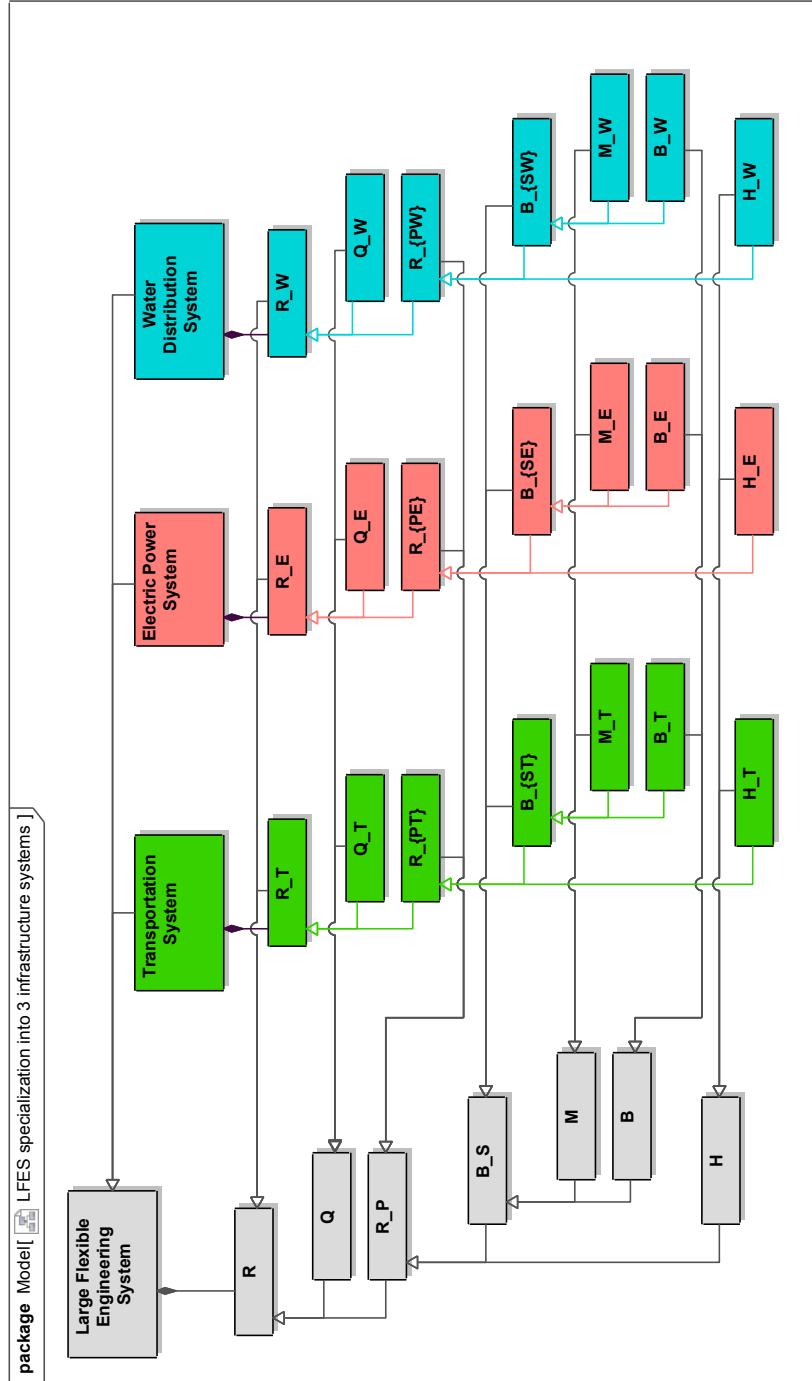 package Model[ LFES specialization into 3 infrastructure systems ]
Large Flexible
Engineering
System
Transportation
System
Electric Power
System
Water
Distribution
System
R
R_T
R_E
R_W
Q
Q_T
Q_E
Q_W
R_P
R_{PT}
R_{PE}
R_{PW}
B_S
B_{ST}
B_{SE}
B_{SW}
M
M_T
M_E
M_W
B
B_T
B_E
B_W
H
H_T
H_E
H_W